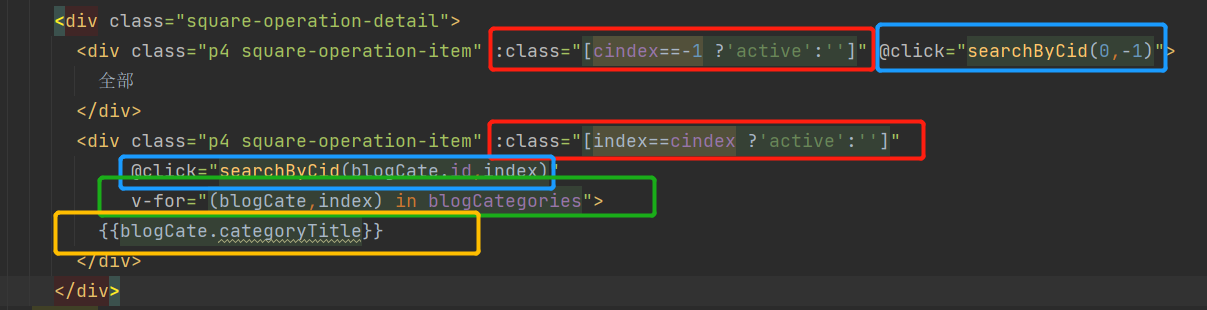 <div class="square-operation-detail">
<div class="p4 square-operation-item" :class="[cindex==-1 ?'active':'']" @click="searchByCid(0,-1)">
全部
</div>
<div class="p4 square-operation-item" :class="[index==cindex ?'active':'']"
@click="searchByCid(blogCate.id,index)"
v-for="(blogCate,index) in blogCategories">
{{blogCate.categoryTitle}}
</div>
</div>